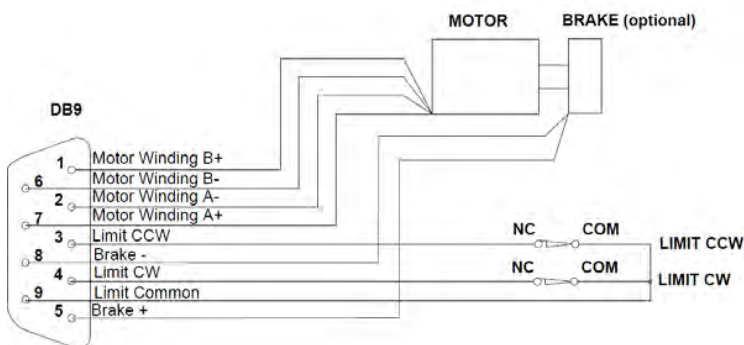 MOTOR BRAKE (optional)
DB9
1 Motor Winding B+
6 Motor Winding B-
2 Motor Winding A-
7 Motor Winding A+
3 Limit CCW
NC COM LIMIT CCW
8 Brake -
4 Limit CW
NC COM LIMIT CW
9 Limit Common
5 Brake +